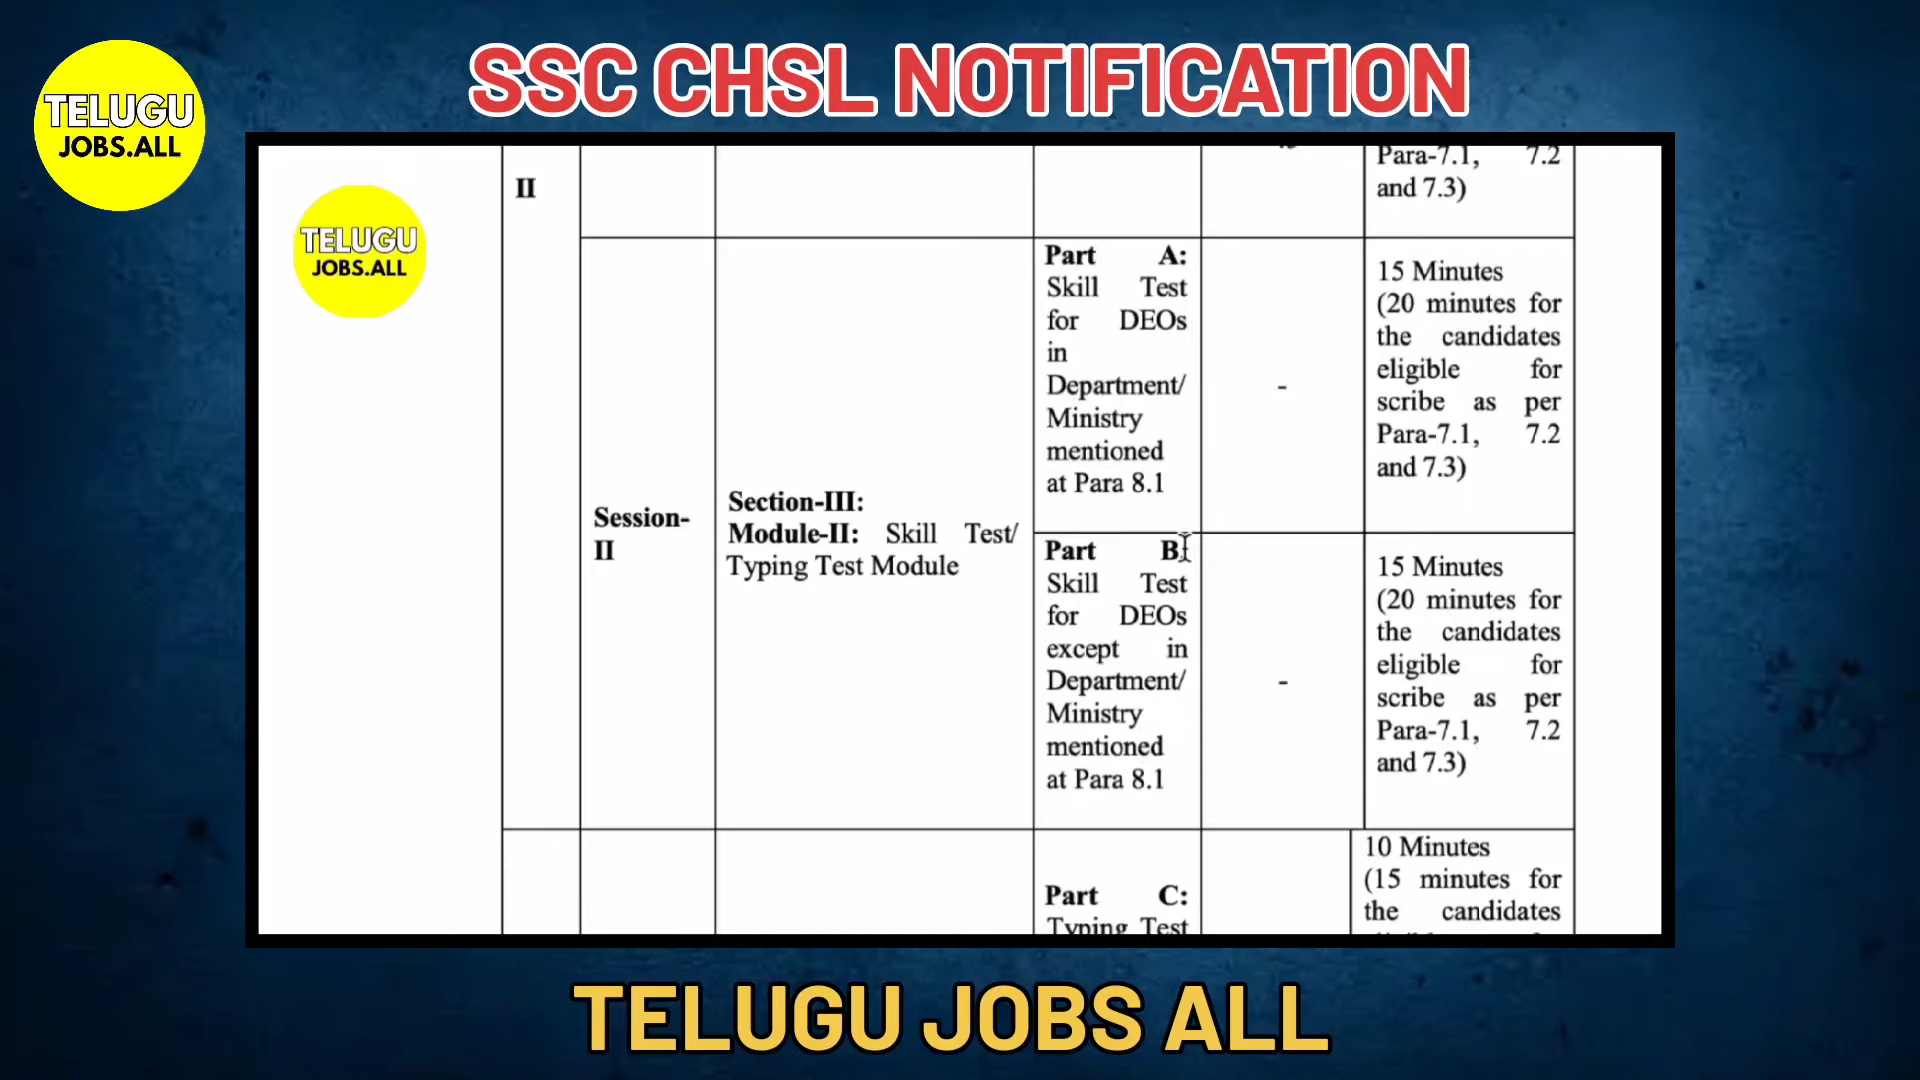 SSC CHSL NOTIFICATION
TELUGU
JOBS.ALL
TELUGU
JOBS.ALL
II
Para-7.1, 7.2
and 7.3)
Session-
II
Section-III:
Module-II: Skill Test/
Typing Test Module
Part A:
Skill Test
for DEOs
in
Department/
Ministry
mentioned
at Para 8.1
-
15 Minutes
(20 minutes for
the candidates
eligible for
scribe as per
Para-7.1, 7.2
and 7.3)
Part B:
Skill Test
for DEOs
except in
Department/
Ministry
mentioned
at Para 8.1
-
15 Minutes
(20 minutes for
the candidates
eligible for
scribe as per
Para-7.1, 7.2
and 7.3)
Part C:
Typing Test
10 Minutes
(15 minutes for
the candidates
TELUGU JOBS ALL